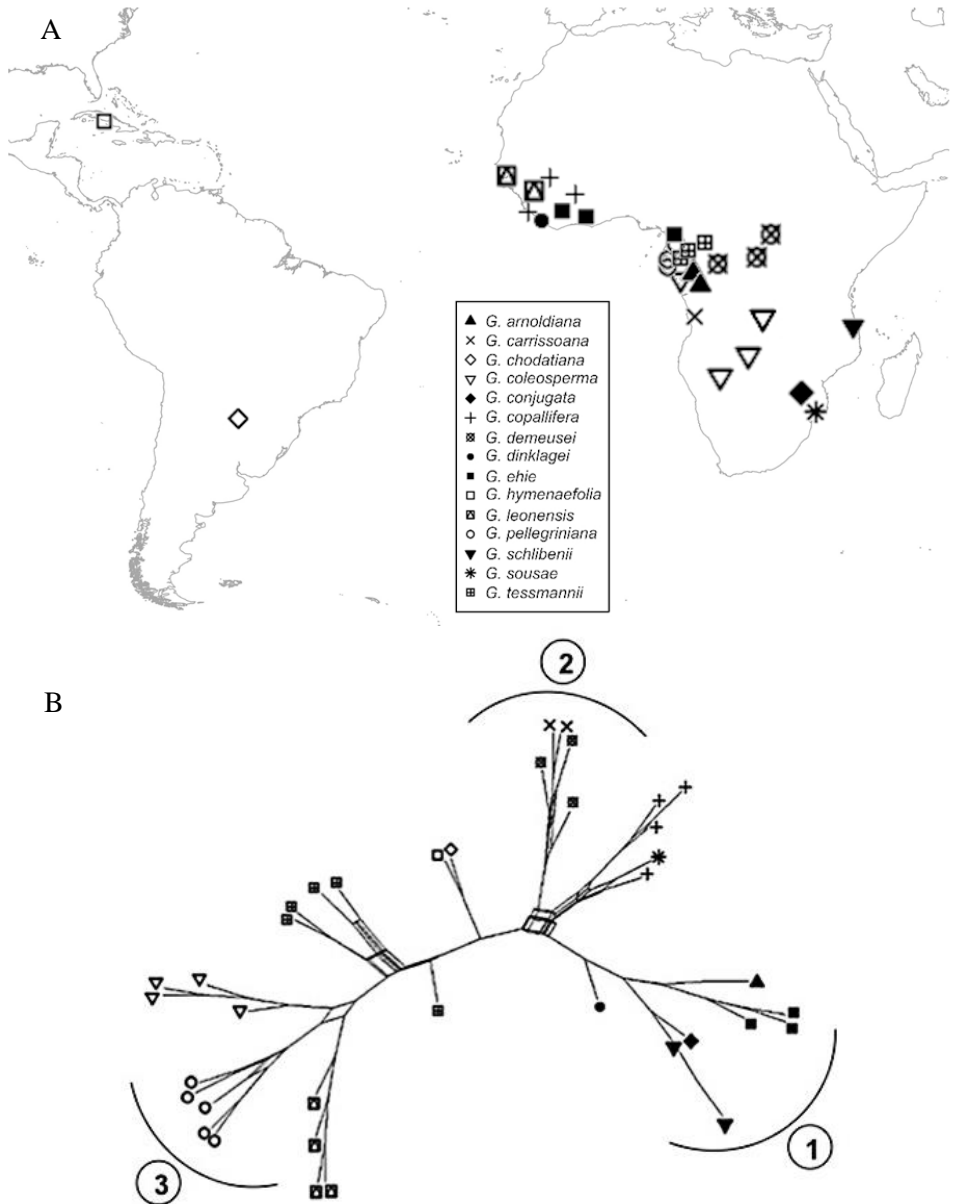 A
G. arnoldiana
G. carrissoana
G. chodatiana
G. coleosperma
G. conjugata
G. copallifera
G. demeusei
G. dinklagei
G. ehie
G. hymenaefolia
G. leonensis
G. pellegriniana
G. schlibenii
G. sousae
G. tessmannii
B
2
1
3